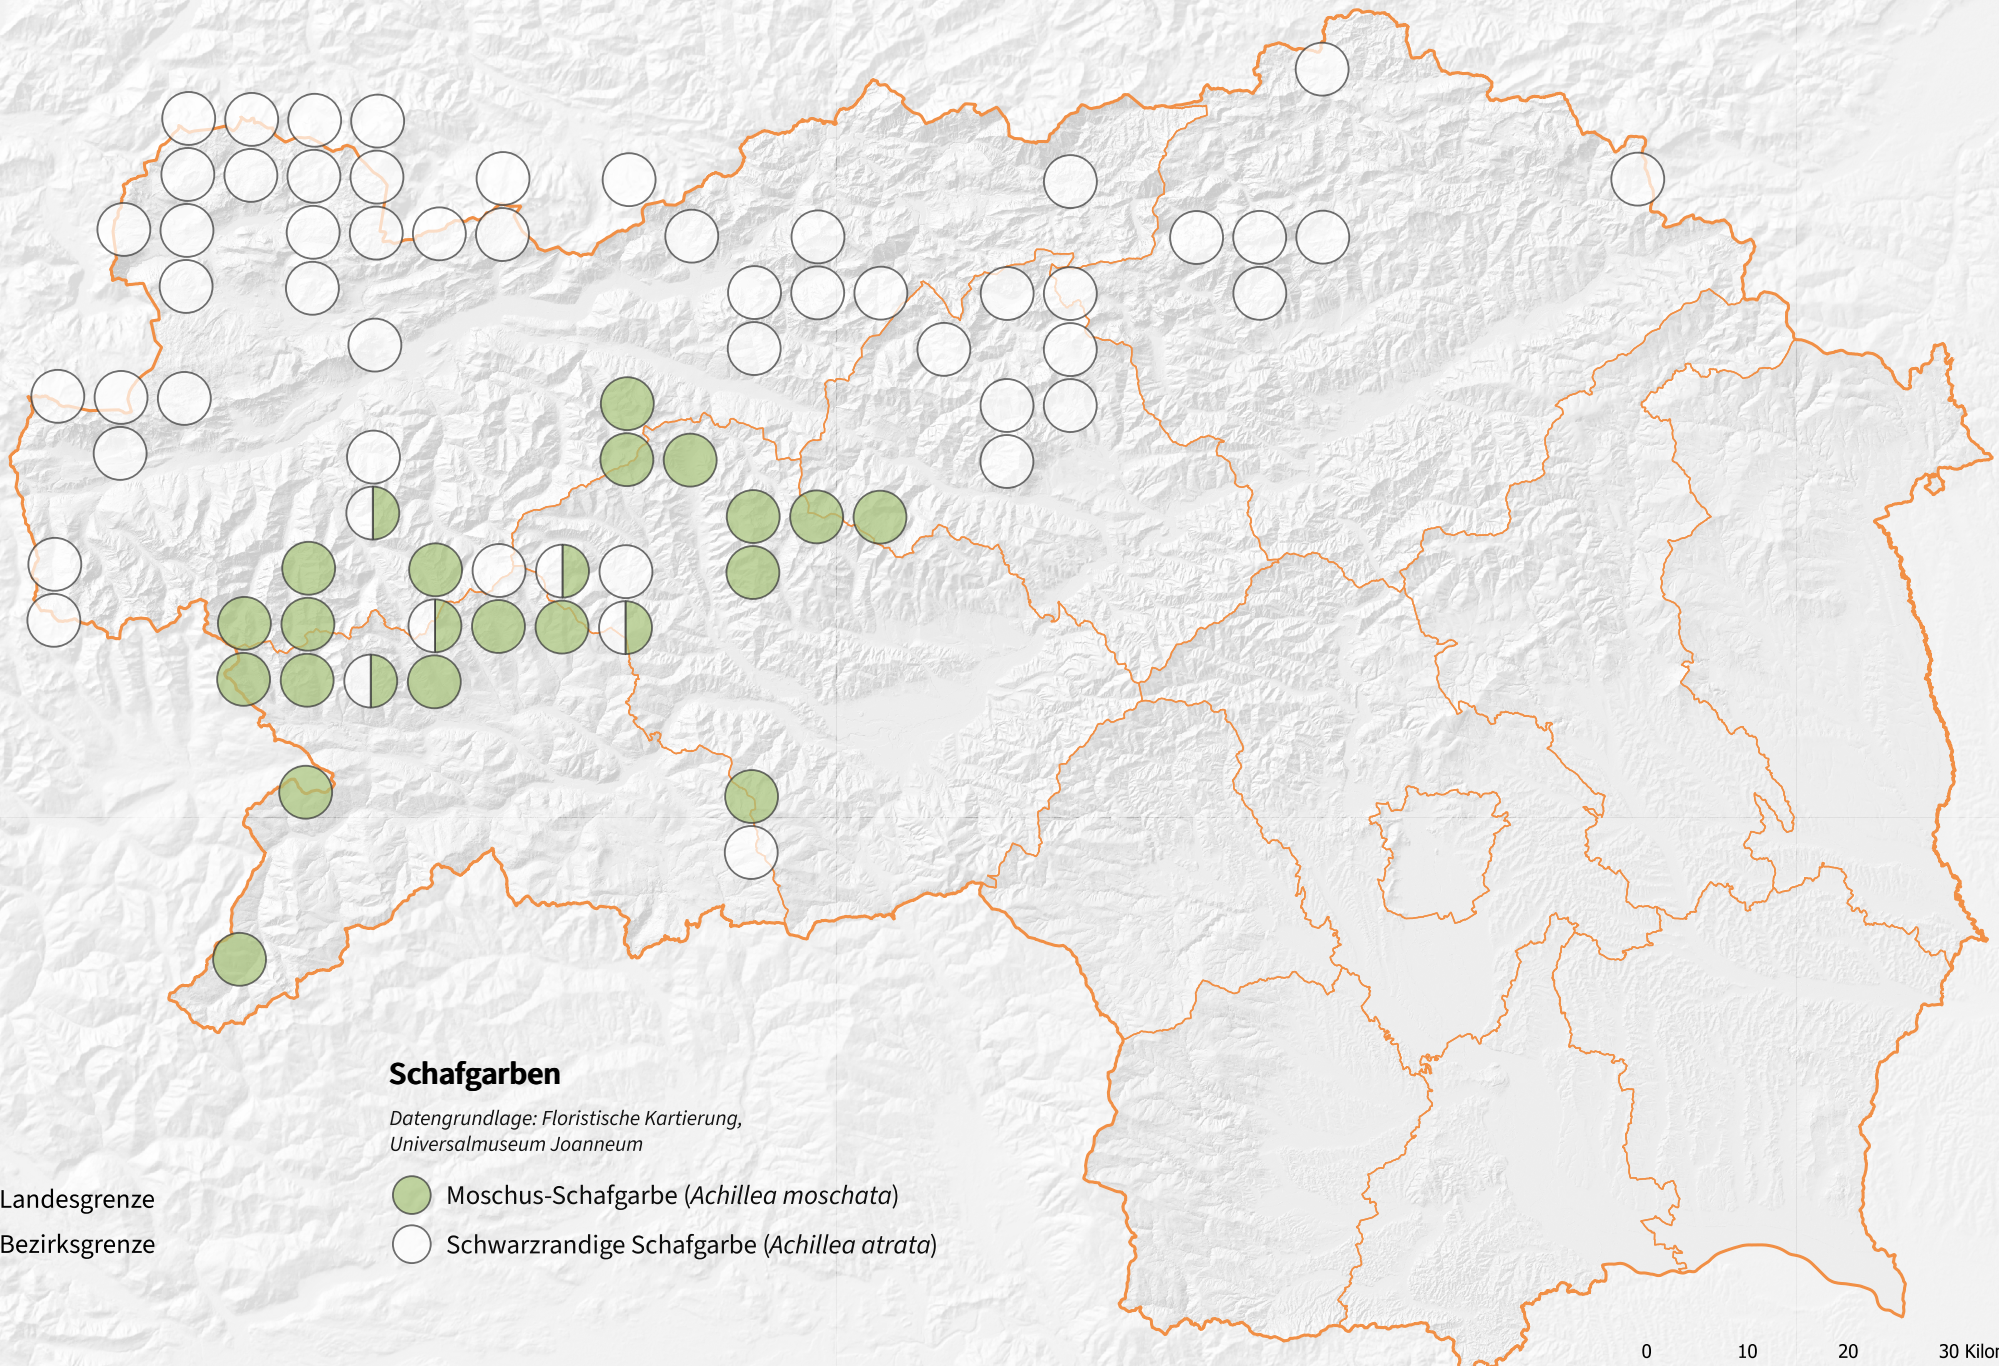 Schafgarben
Datengrundlage: Floristische Kartierung,
Universalmuseum Joanneum
Moschus-Schafgarbe (Achillea moschata)
Schwarzrandige Schafgarbe (Achillea atrata)
Landesgrenze
Bezirksgrenze
0 10 20 30 Kilor